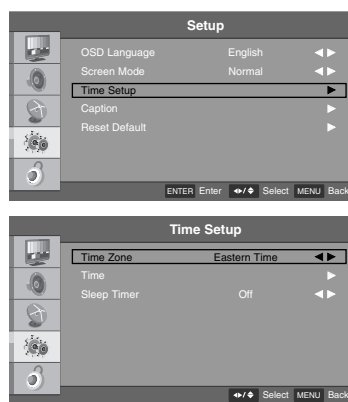 Setup
OSD Language English
Screen Mode Normal
Time Setup
Caption
Reset Default
ENTER Enter Select MENU Back
Time Setup
Time Zone Eastern Time
Time
Sleep Timer Off
Select MENU Back